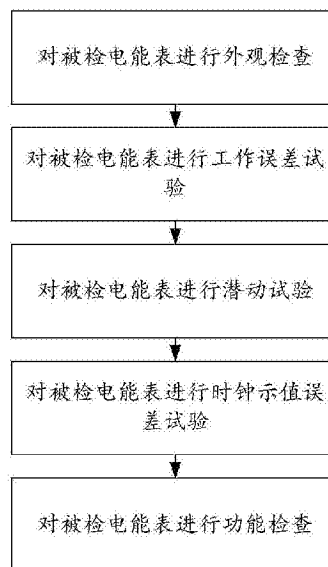 对被检电能表进行外观检查
对被检电能表进行工作误差试
验
对被检电能表进行潜动试验
对被检电能表进行时钟示值误
差试验
对被检电能表进行功能检查